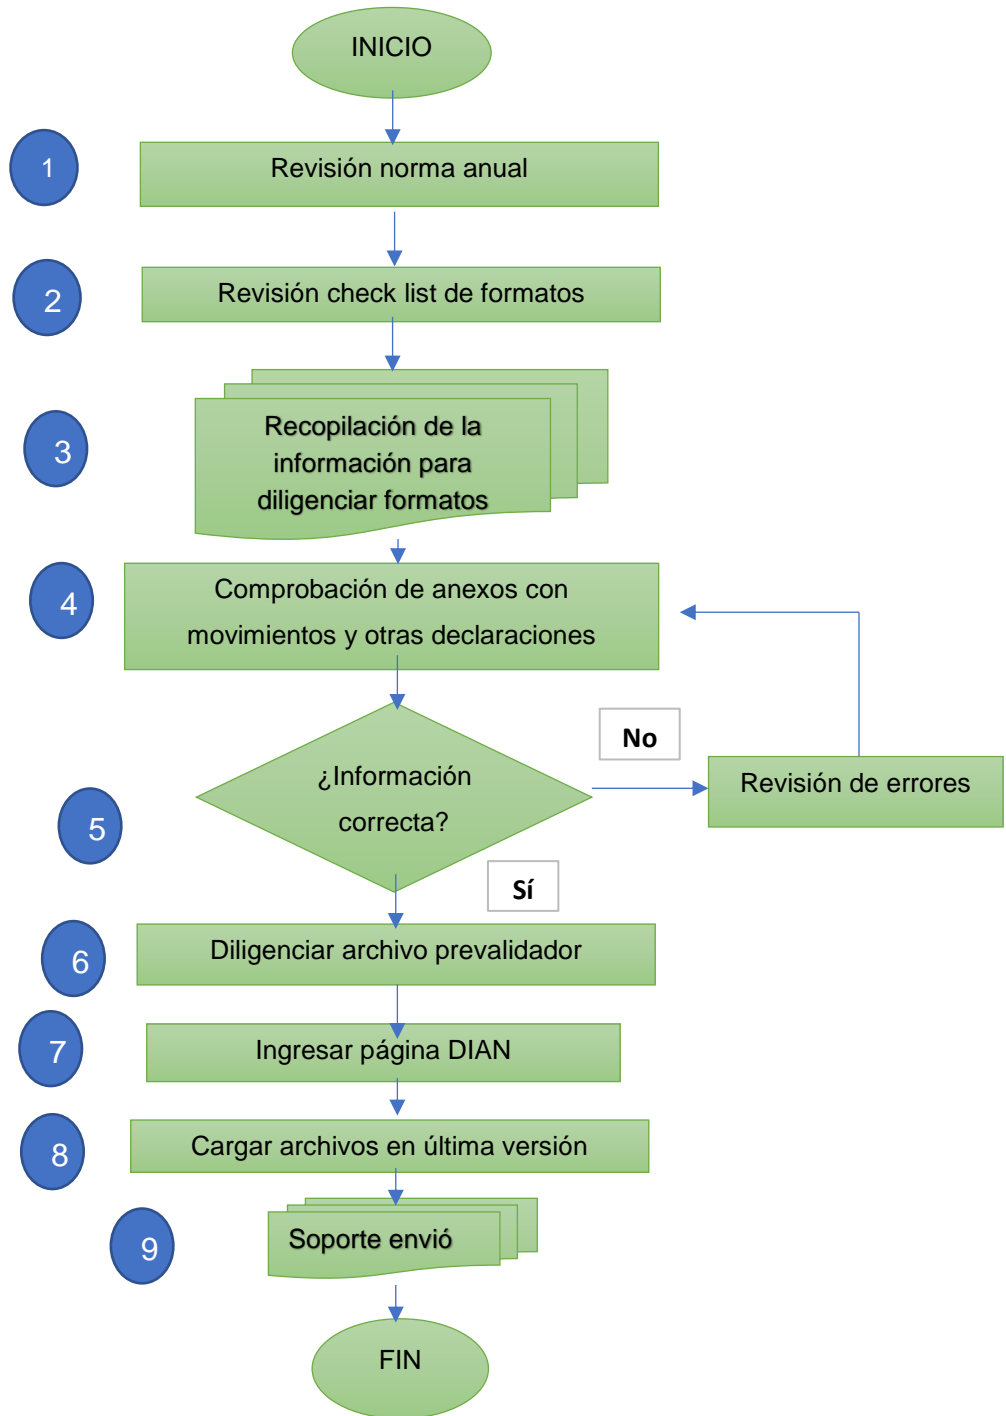 INICIO
1
Revisión norma anual
2
Revisión check list de formatos
3
Recopilación de la
información para
diligenciar formatos
4
Comprobación de anexos con
movimientos y otras declaraciones
No
¿Información
correcta?
Revisión de errores
5
Sí
6
Diligenciar archivo prevalidador
7
Ingresar página DIAN
8
Cargar archivos en última versión
9
Soporte envió
FIN